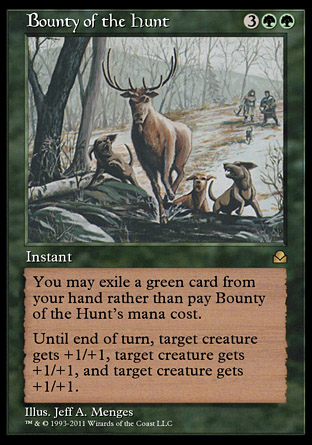 Bounty of the Hunt 3
Instant
You may exile a green card from
your hand rather than pay Bounty
of the Hunt's mana cost.
Until end of turn, target creature
gets +1/+1, target creature gets
+1/+1, and target creature gets
+1/+1.
Illus. Jeff A. Menges
™ & © 1993-2011 Wizards of the Coast LLC